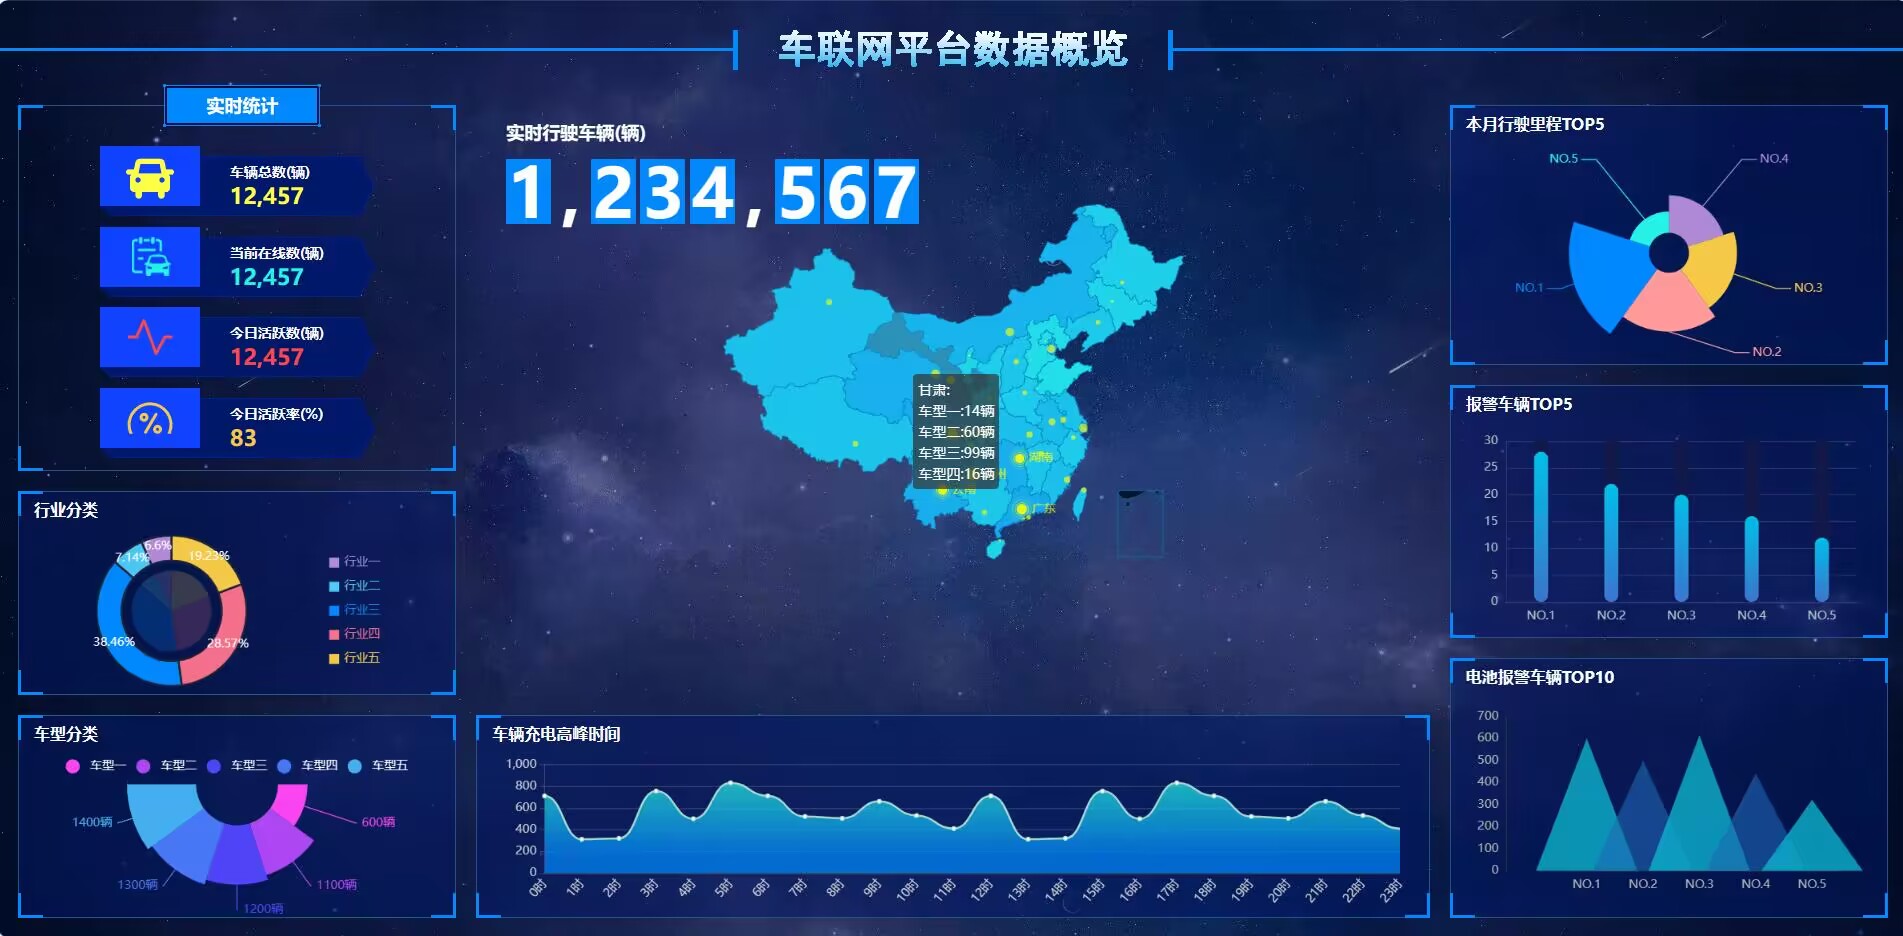 车联网平台数据概览
实时统计
车辆总数(辆)
12,457
当前在线数(辆)
12,457
今日活跃数(辆)
12,457
今日活跃率(%)
83
行业分类
6.6%
7.14%
19.23%
38.46%
28.57%
行业一
行业二
行业三
行业四
行业五
车型分类
车型一 车型二 车型三 车型四 车型五
1400辆
600辆
1300辆
1100辆
1200辆
实时行驶车辆(辆)
1,234,567
甘肃:
车型一:14辆
车型二:60辆
车型三:99辆
车型四:16辆
湖南
州
云南
广东
车辆充电高峰时间
1,000
800
600
400
200
0
0时 1时 2时 3时 4时 5时 6时 7时 8时 9时 10时 11时 12时 13时 14时 15时 16时 17时 18时 19时 20时 21时 22时 23时
本月行驶里程TOP5
NO.5
NO.4
NO.1
NO.3
NO.2
报警车辆TOP5
30
25
20
15
10
5
0
NO.1 NO.2 NO.3 NO.4 NO.5
电池报警车辆TOP10
700
600
500
400
300
200
100
0
NO.1 NO.2 NO.3 NO.4 NO.5